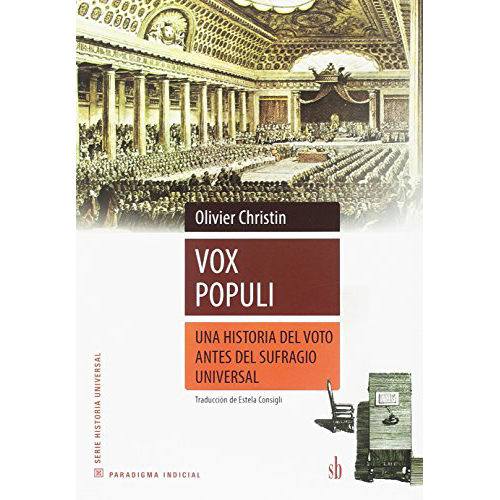 Olivier Christin
VOX
POPULI
UNA HISTORIA DEL VOTO
ANTES DEL SUFRAGIO
UNIVERSAL
Traducción de Estela Consigli
SERIE HISTORIA UNIVERSAL
PARADIGMA INDICIAL
sb